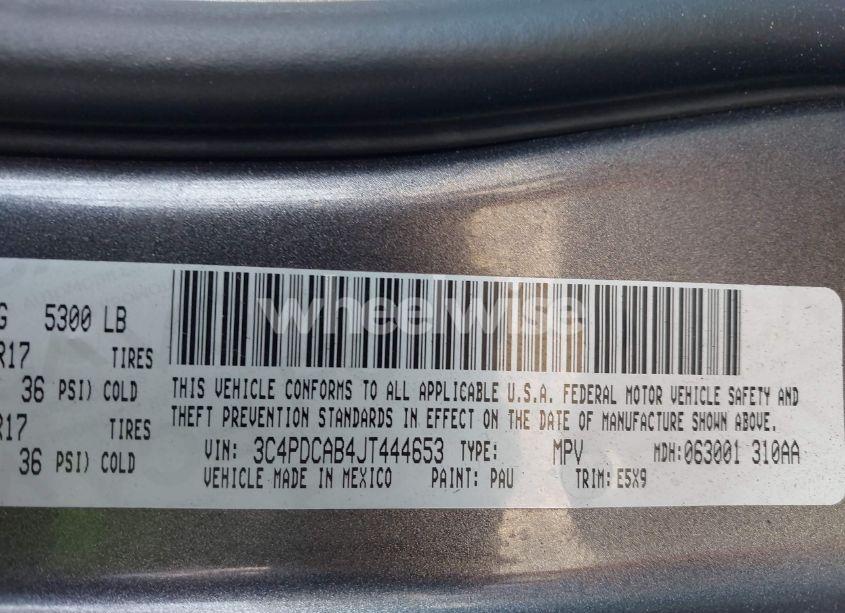 G 5300 LB
R17 TIRES
36 PSI) COLD
R17 TIRES
36 PSI) COLD
wheelwise
THIS VEHICLE CONFORMS TO ALL APPLICABLE U.S.A. FEDERAL MOTOR VEHICLE SAFETY AND
THEFT PREVENTION STANDARDS IN EFFECT ON THE DATE OF MANUFACTURE SHOWN ABOVE.
VIN: 3C4PDCAB4JT444653 TYPE: MPV MDH:063001 310AA
VEHICLE MADE IN MEXICO PAINT: PAU TRIM: E5X9